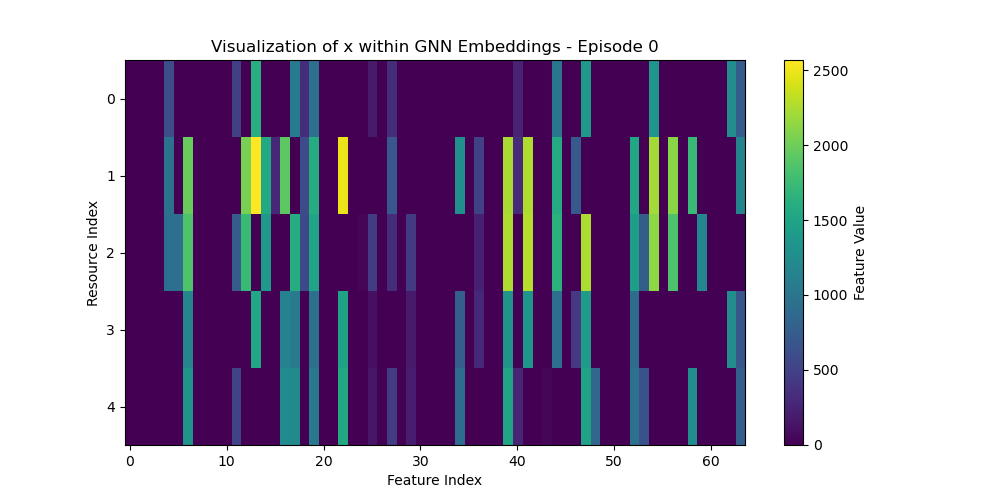 Visualization of x within GNN Embeddings - Episode 0
Resource Index
0
1
2
3
4
0 10 20 30 40 50 60
Feature Index
2500
2000
1500
1000
500
0
Feature Value